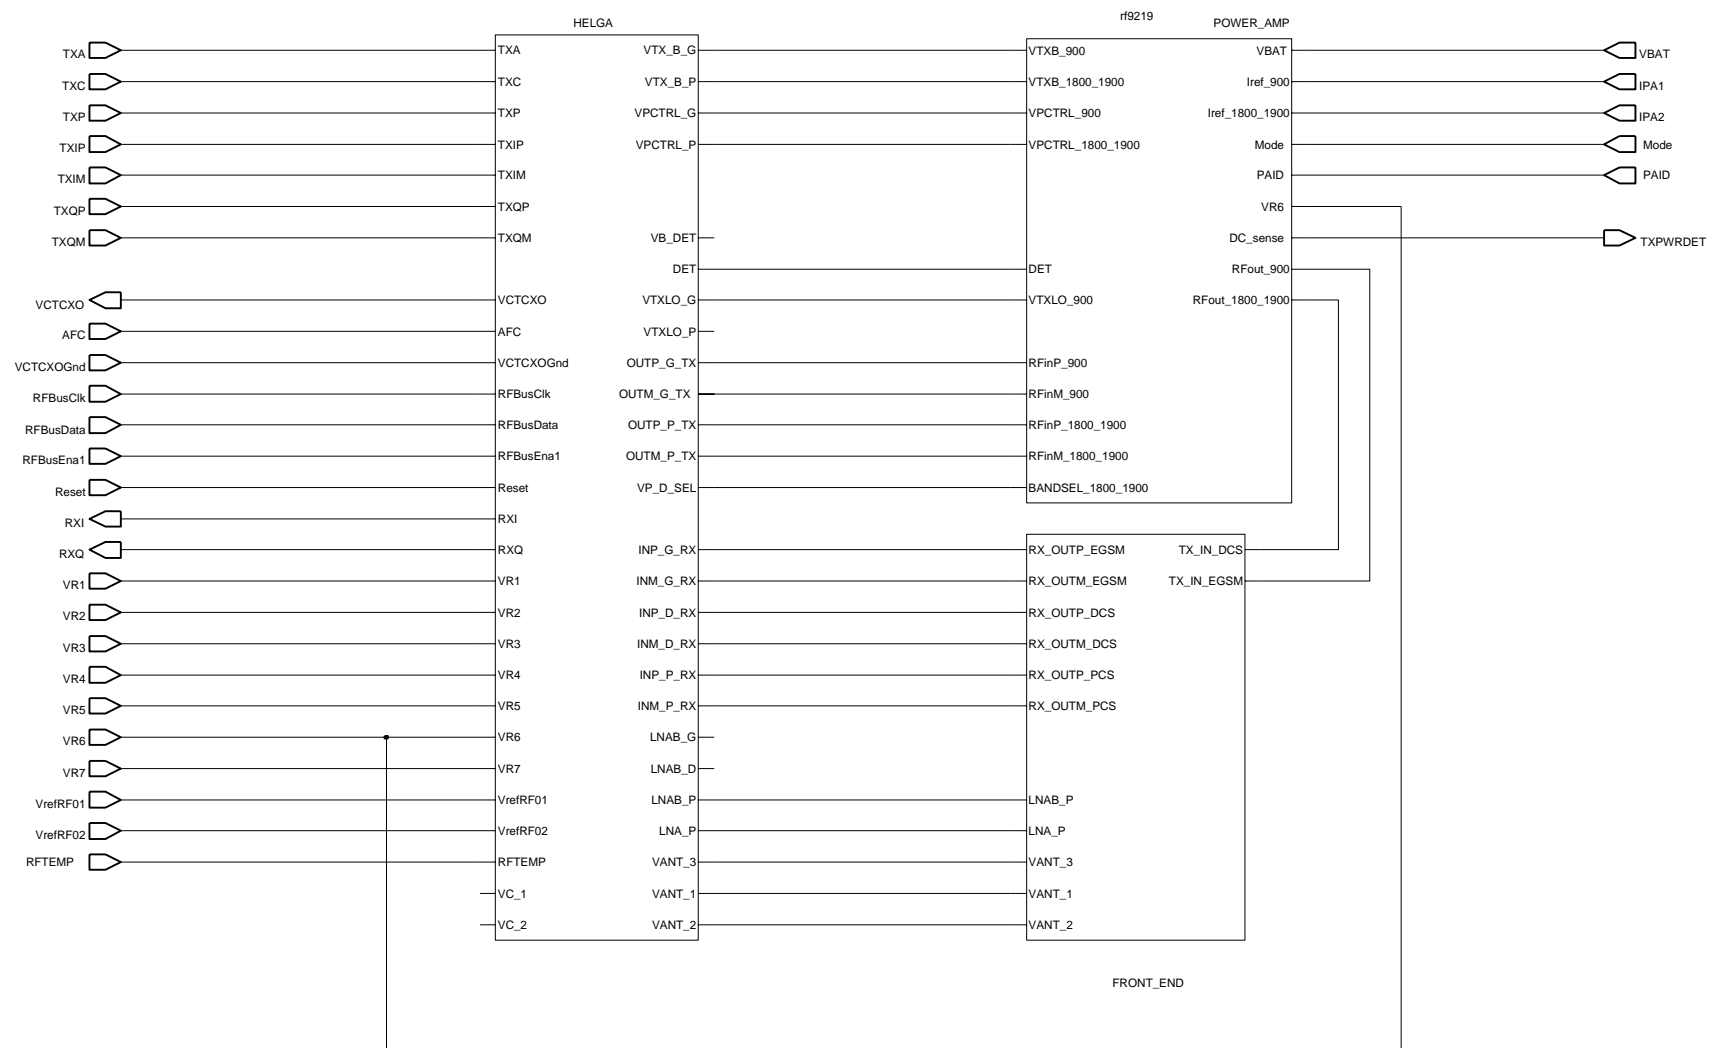 rf9219
HELGA POWER_AMP
TXA TXA VTX_B_G VTXB_900 VBAT VBAT
TXC TXC VTX_B_P VTXB_1800_1900 Iref_900 IPA1
TXP TXP VPCTRL_G VPCTRL_900 Iref_1800_1900 IPA2
TXIP TXIP VPCTRL_P VPCTRL_1800_1900 Mode Mode
TXIM TXIM PAID PAID
TXQP TXQP VR6
TXQM TXQM VB_DET DC_sense TXPWRDET
DET DET RFout_900
VCTCXO VCTCXO VTXLO_G VTXLO_900 RFout_1800_1900
AFC AFC VTXLO_P
VCTCXOGnd VCTCXOGnd OUTP_G_TX RFinP_900
RFBusClk RFBusClk OUTM_G_TX RFinM_900
RFBusData RFBusData OUTP_P_TX RFinP_1800_1900
RFBusEna1 RFBusEna1 OUTM_P_TX RFinM_1800_1900
Reset Reset VP_D_SEL BANDSEL_1800_1900
RXI RXI
RXQ RXQ INP_G_RX RX_OUTP_EGSM TX_IN_DCS
VR1 VR1 INM_G_RX RX_OUTM_EGSM TX_IN_EGSM
VR2 VR2 INP_D_RX RX_OUTP_DCS
VR3 VR3 INM_D_RX RX_OUTM_DCS
VR4 VR4 INP_P_RX RX_OUTP_PCS
VR5 VR5 INM_P_RX RX_OUTM_PCS
VR6 VR6 LNAB_G
VR7 VR7 LNAB_D
VrefRF01 VrefRF01 LNAB_P LNAB_P
VrefRF02 VrefRF02 LNA_P LNA_P
RFTEMP RFTEMP VANT_3 VANT_3
VC_1 VANT_1 VANT_1
VC_2 VANT_2 VANT_2
FRONT_END